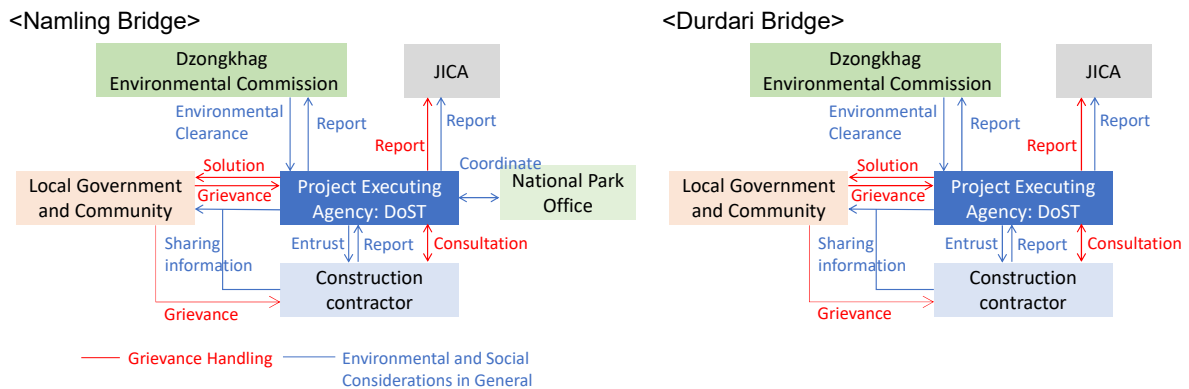 <Namling Bridge>
Dzongkhag
Environmental Commission
JICA
Environmental
Clearance
Report
Report
Report
Coordinate
Solution
Grievance
Local Government
and Community
Project Executing
Agency: DoST
National Park
Office
Sharing
information
Entrust
Report
Consultation
Construction
contractor
Grievance
<Durdari Bridge>
Dzongkhag
Environmental Commission
JICA
Environmental
Clearance
Report
Report
Report
Solution
Grievance
Local Government
and Community
Project Executing
Agency: DoST
Sharing
information
Entrust
Report
Consultation
Construction
contractor
Grievance
Grievance Handling
Environmental and Social
Considerations in General